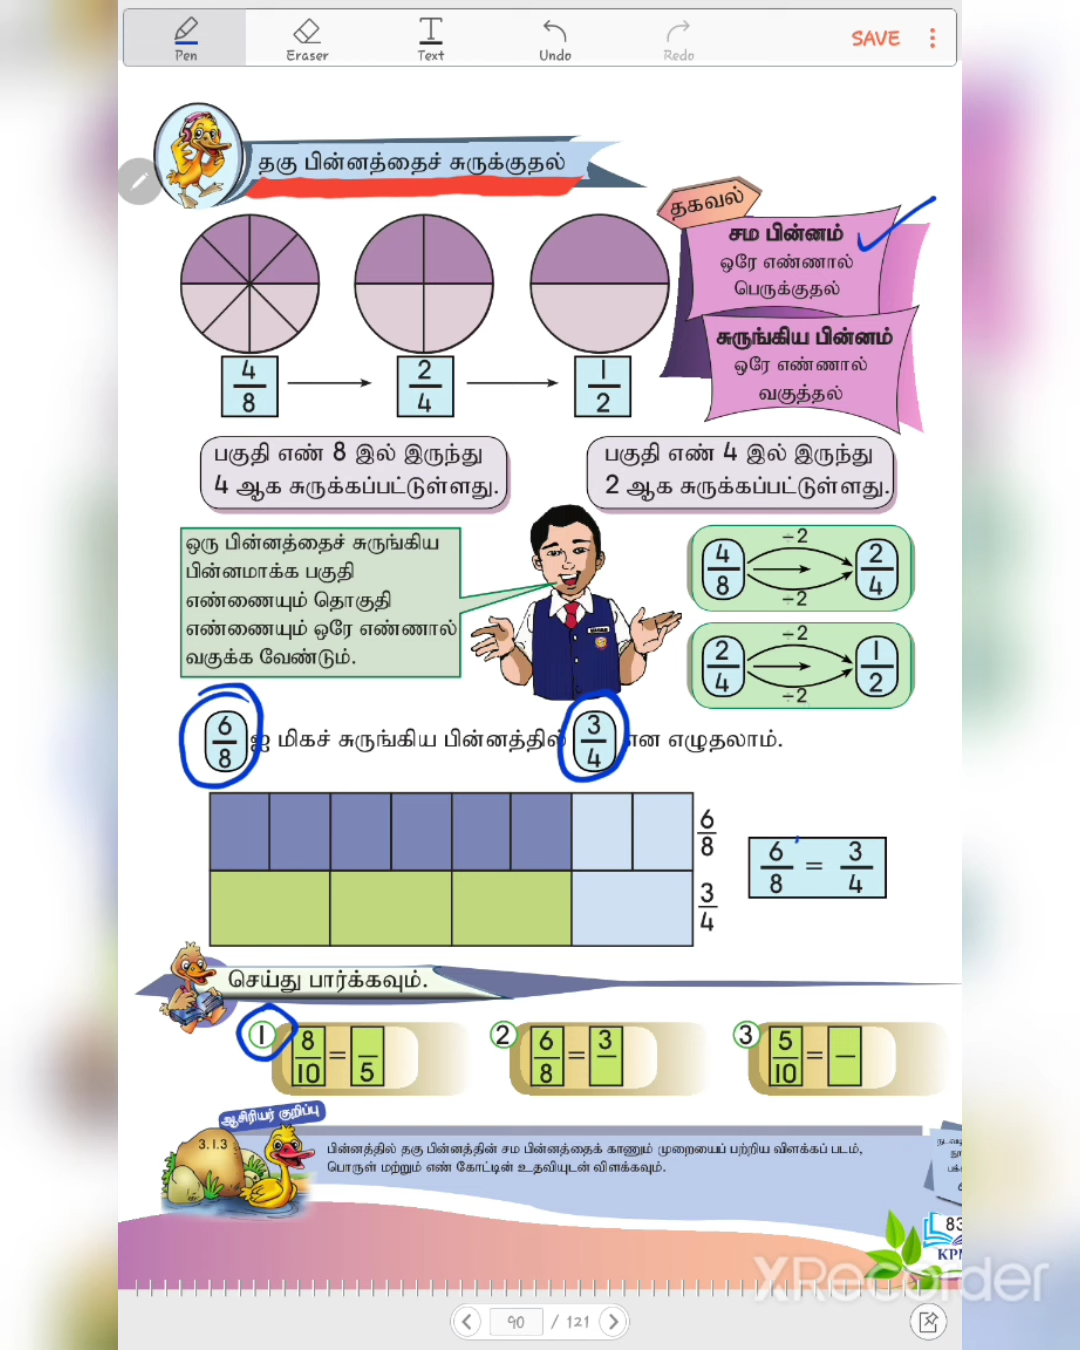 Pen
Eraser
Text
Undo
Redo
SAVE
தகு பின்னத்தைச் சுருக்குதல்
தகவல்
சம பின்னம்
ஒரே எண்ணால்
பெருக்குதல்
சுருங்கிய பின்னம்
ஒரே எண்ணால்
வகுத்தல்
4/8 2/4 1/2
பகுதி எண் 8 இல் இருந்து
4 ஆக சுருக்கப்பட்டுள்ளது.
பகுதி எண் 4 இல் இருந்து
2 ஆக சுருக்கப்பட்டுள்ளது.
ஒரு பின்னத்தைச் சுருங்கிய
பின்னமாக்க பகுதி
எண்ணையும் தொகுதி
எண்ணையும் ஒரே எண்ணால்
வகுக்க வேண்டும்.
÷2
4/8 2/4
÷2
÷2
2/4 1/2
÷2
6/8 ஐ மிகச் சுருங்கிய பின்னத்தில் 3/4 என எழுதலாம்.
6/8
3/4
6/8 = 3/4
செய்து பார்க்கவும்.
1 8/10 = /5
2 6/8 = 3/
3 5/10 = —
ஆசிரியர் குறிப்பு
3.1.3
பின்னத்தில் தகு பின்னத்தின் சம பின்னத்தைக் காணும் முறையைப் பற்றிய விளக்கப் படம்,
பொருள் மற்றும் எண் கோட்டின் உதவியுடன் விளக்கவும்.
83
KPM
XRecorder
90 / 121